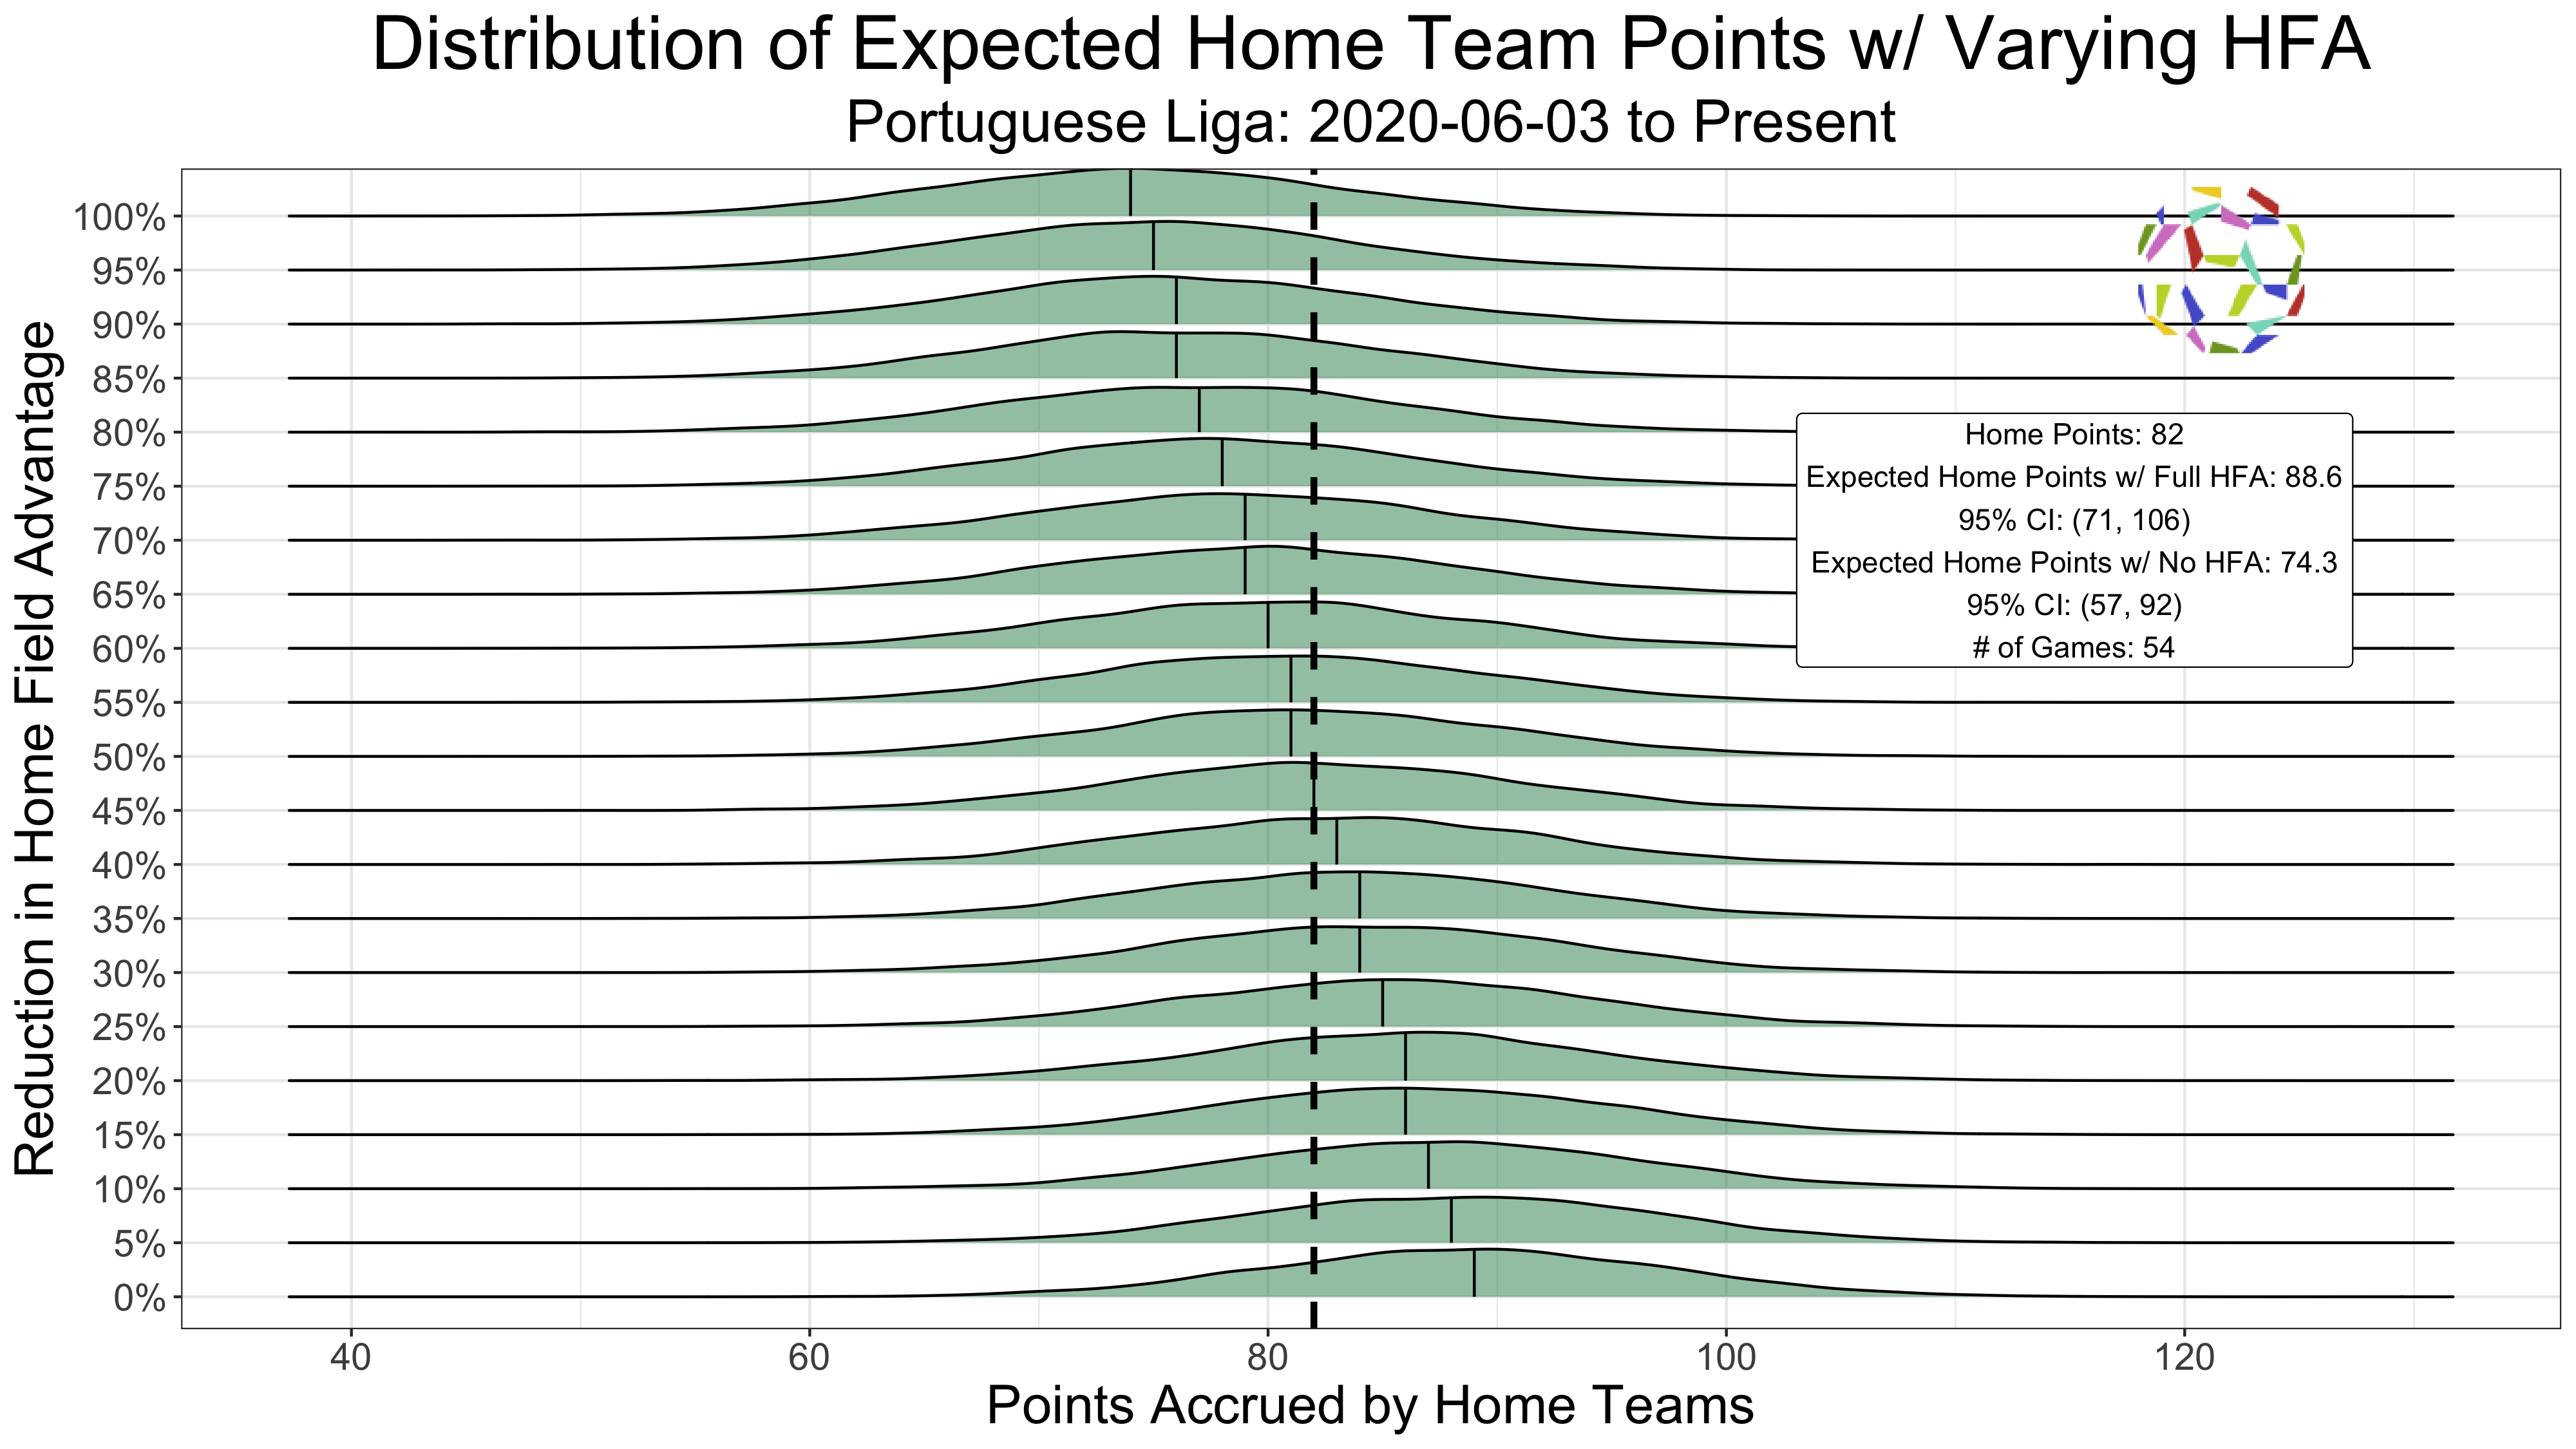 Distribution of Expected Home Team Points w/ Varying HFA
Portuguese Liga: 2020-06-03 to Present
Reduction in Home Field Advantage
100%
95%
90%
85%
80%
75%
70%
65%
60%
55%
50%
45%
40%
35%
30%
25%
20%
15%
10%
5%
0%
Home Points: 82
Expected Home Points w/ Full HFA: 88.6
95% CI: (71, 106)
Expected Home Points w/ No HFA: 74.3
95% CI: (57, 92)
# of Games: 54
40 60 80 100 120
Points Accrued by Home Teams